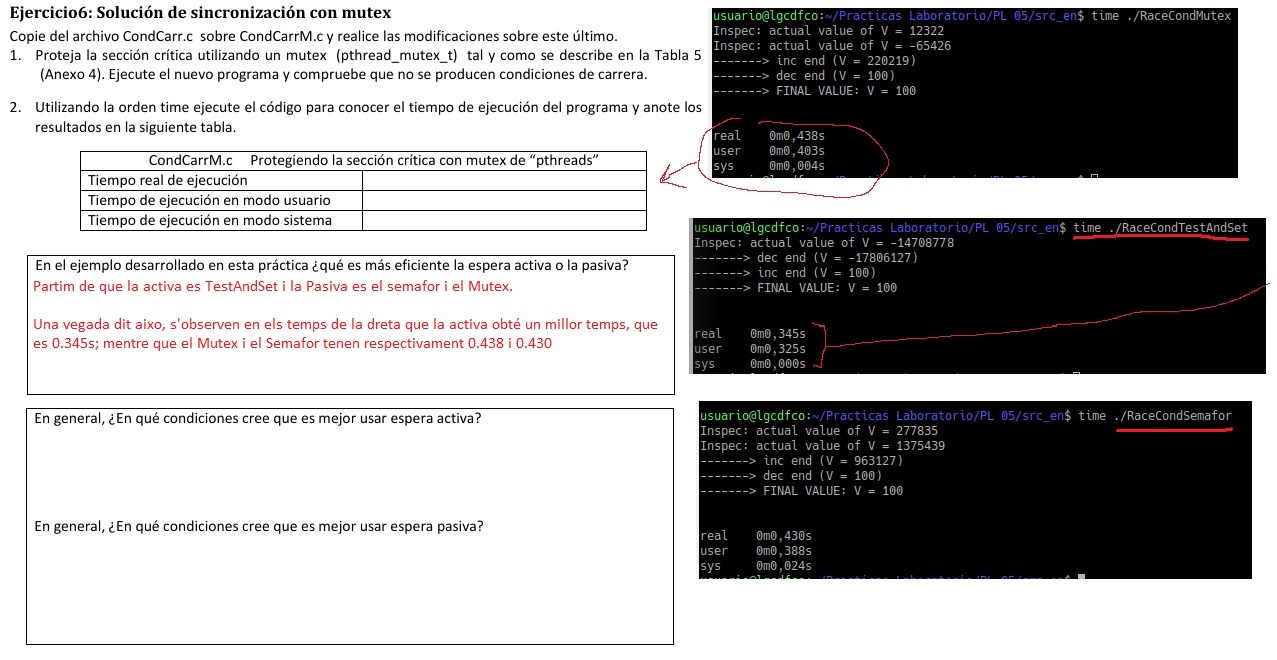 Ejercicio6: Solución de sincronización con mutex
Copie del archivo CondCarr.c sobre CondCarrM.c y realice las modificaciones sobre este último.
1. Proteja la sección crítica utilizando un mutex (pthread_mutex_t) tal y como se describe en la Tabla 5
(Anexo 4). Ejecute el nuevo programa y compruebe que no se producen condiciones de carrera.
2. Utilizando la orden time ejecute el código para conocer el tiempo de ejecución del programa y anote los
resultados en la siguiente tabla.
CondCarrM.c Protegiendo la sección crítica con mutex de “pthreads”
Tiempo real de ejecución
Tiempo de ejecución en modo usuario
Tiempo de ejecución en modo sistema
En el ejemplo desarrollado en esta práctica ¿qué es más eficiente la espera activa o la pasiva?
Partim de que la activa es TestAndSet i la Pasiva es el semafor i el Mutex.
Una vegada dit aixo, s'observen en els temps de la dreta que la activa obté un millor temps, que
es 0.345s; mentre que el Mutex i el Semafor tenen respectivament 0.438 i 0.430
En general, ¿En qué condiciones cree que es mejor usar espera activa?
En general, ¿En qué condiciones cree que es mejor usar espera pasiva?
usuario@lgcdfco:~/Practicas Laboratorio/PL 05/src_en$ time ./RaceCondMutex
Inspec: actual value of V = 12322
Inspec: actual value of V = -65426
-------> inc end (V = 220219)
-------> dec end (V = 100)
-------> FINAL VALUE: V = 100
real 0m0,438s
user 0m0,403s
sys 0m0,004s
usuario@lgcdfco:~/Practicas Laboratorio/PL 05/src_en$ time ./RaceCondTestAndSet
Inspec: actual value of V = -14708778
-------> dec end (V = -17806127)
-------> inc end (V = 100)
-------> FINAL VALUE: V = 100
real 0m0,345s
user 0m0,325s
sys 0m0,000s
usuario@lgcdfco:~/Practicas Laboratorio/PL 05/src_en$ time ./RaceCondSemafor
Inspec: actual value of V = 277835
Inspec: actual value of V = 1375439
-------> inc end (V = 963127)
-------> dec end (V = 100)
-------> FINAL VALUE: V = 100
real 0m0,430s
user 0m0,388s
sys 0m0,024s